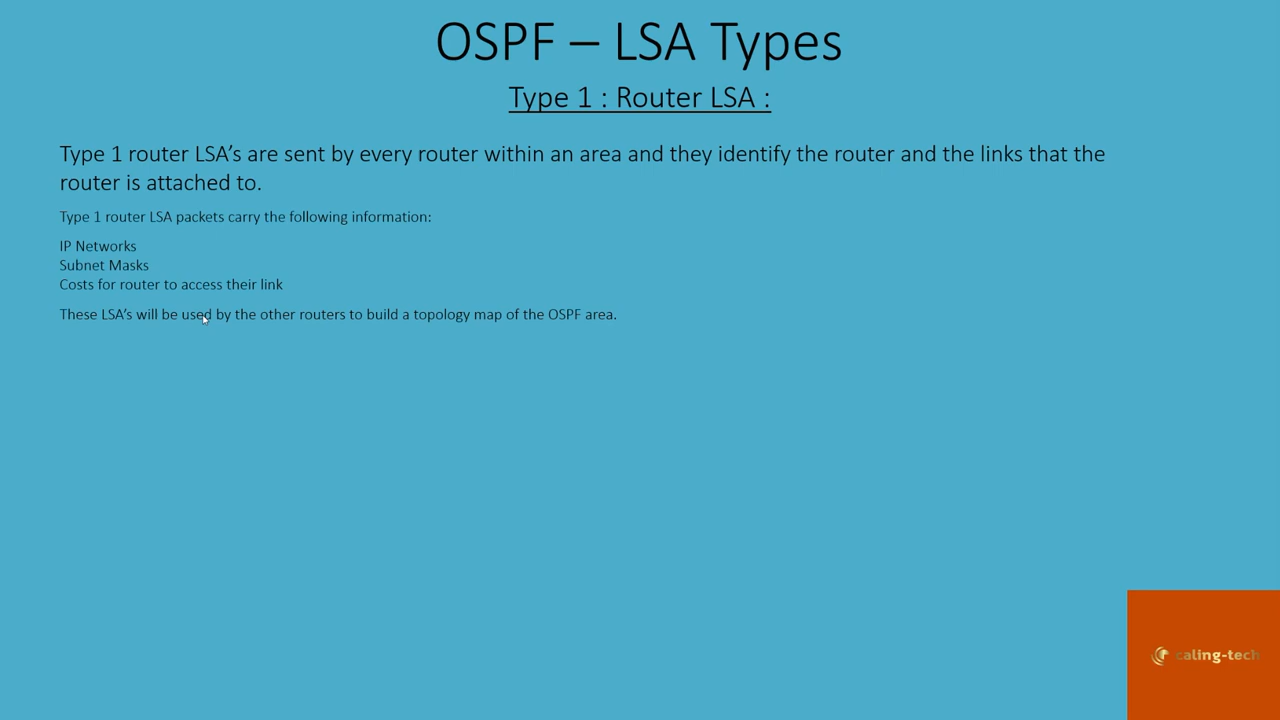 OSPF – LSA Types
Type 1 : Router LSA :
Type 1 router LSA’s are sent by every router within an area and they identify the router and the links that the
router is attached to.
Type 1 router LSA packets carry the following information:
IP Networks
Subnet Masks
Costs for router to access their link
These LSA’s will be used by the other routers to build a topology map of the OSPF area.
caling-tech